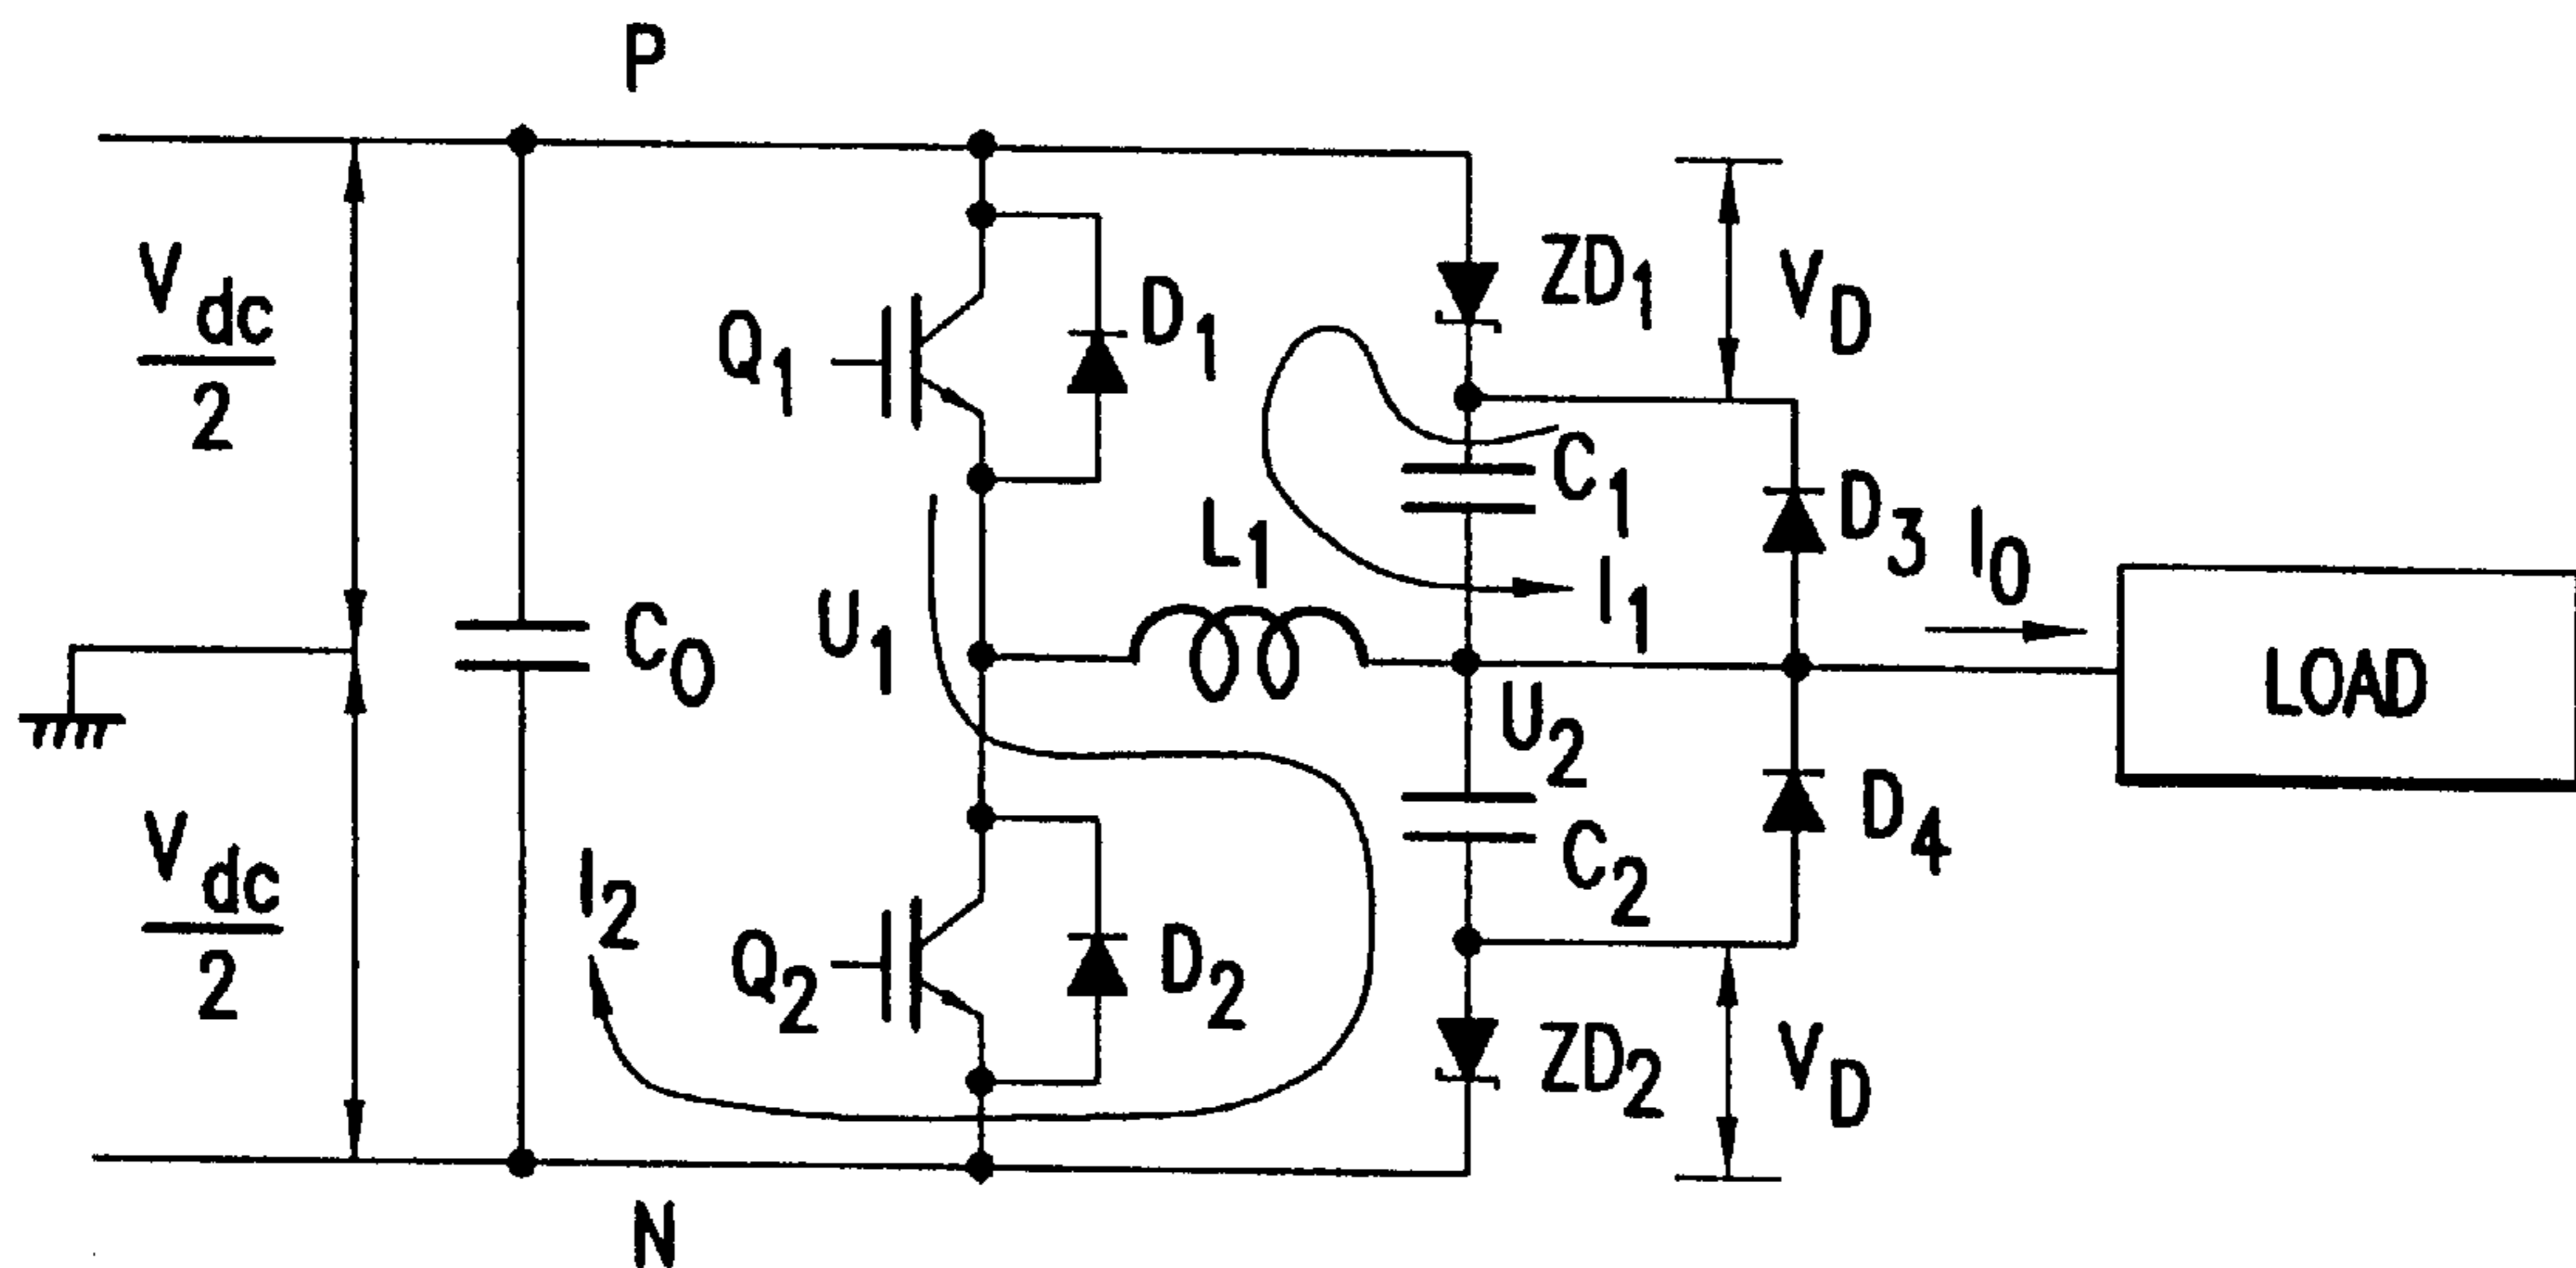 P
V_dc/2
V_dc/2
C_0
Q_1
D_1
U_1
L_1
I_2
Q_2
D_2
ZD_1
V_D
C_1
D_3
I_1
I_0
LOAD
U_2
C_2
D_4
ZD_2
V_D
N